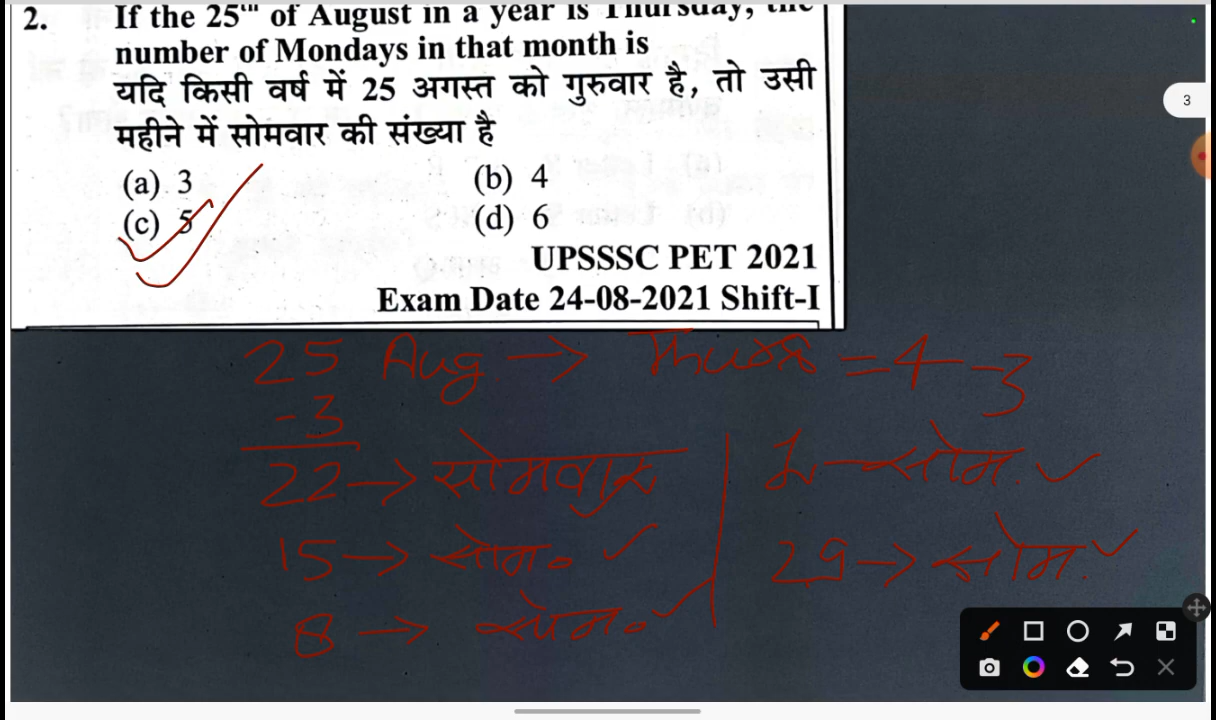 2. If the 25th of August in a year is Thursday, the
number of Mondays in that month is
यदि किसी वर्ष में 25 अगस्त को गुरुवार है, तो उसी
महीने में सोमवार की संख्या है
(a) 3 (b) 4
(c) 5 (d) 6
UPSSSC PET 2021
Exam Date 24-08-2021 Shift-I
25 Aug → Thurs = 4 -3
-3
22 → सोमवार
15 → सोम.
8 → सोम.
सोम.
29 → सोम.
3